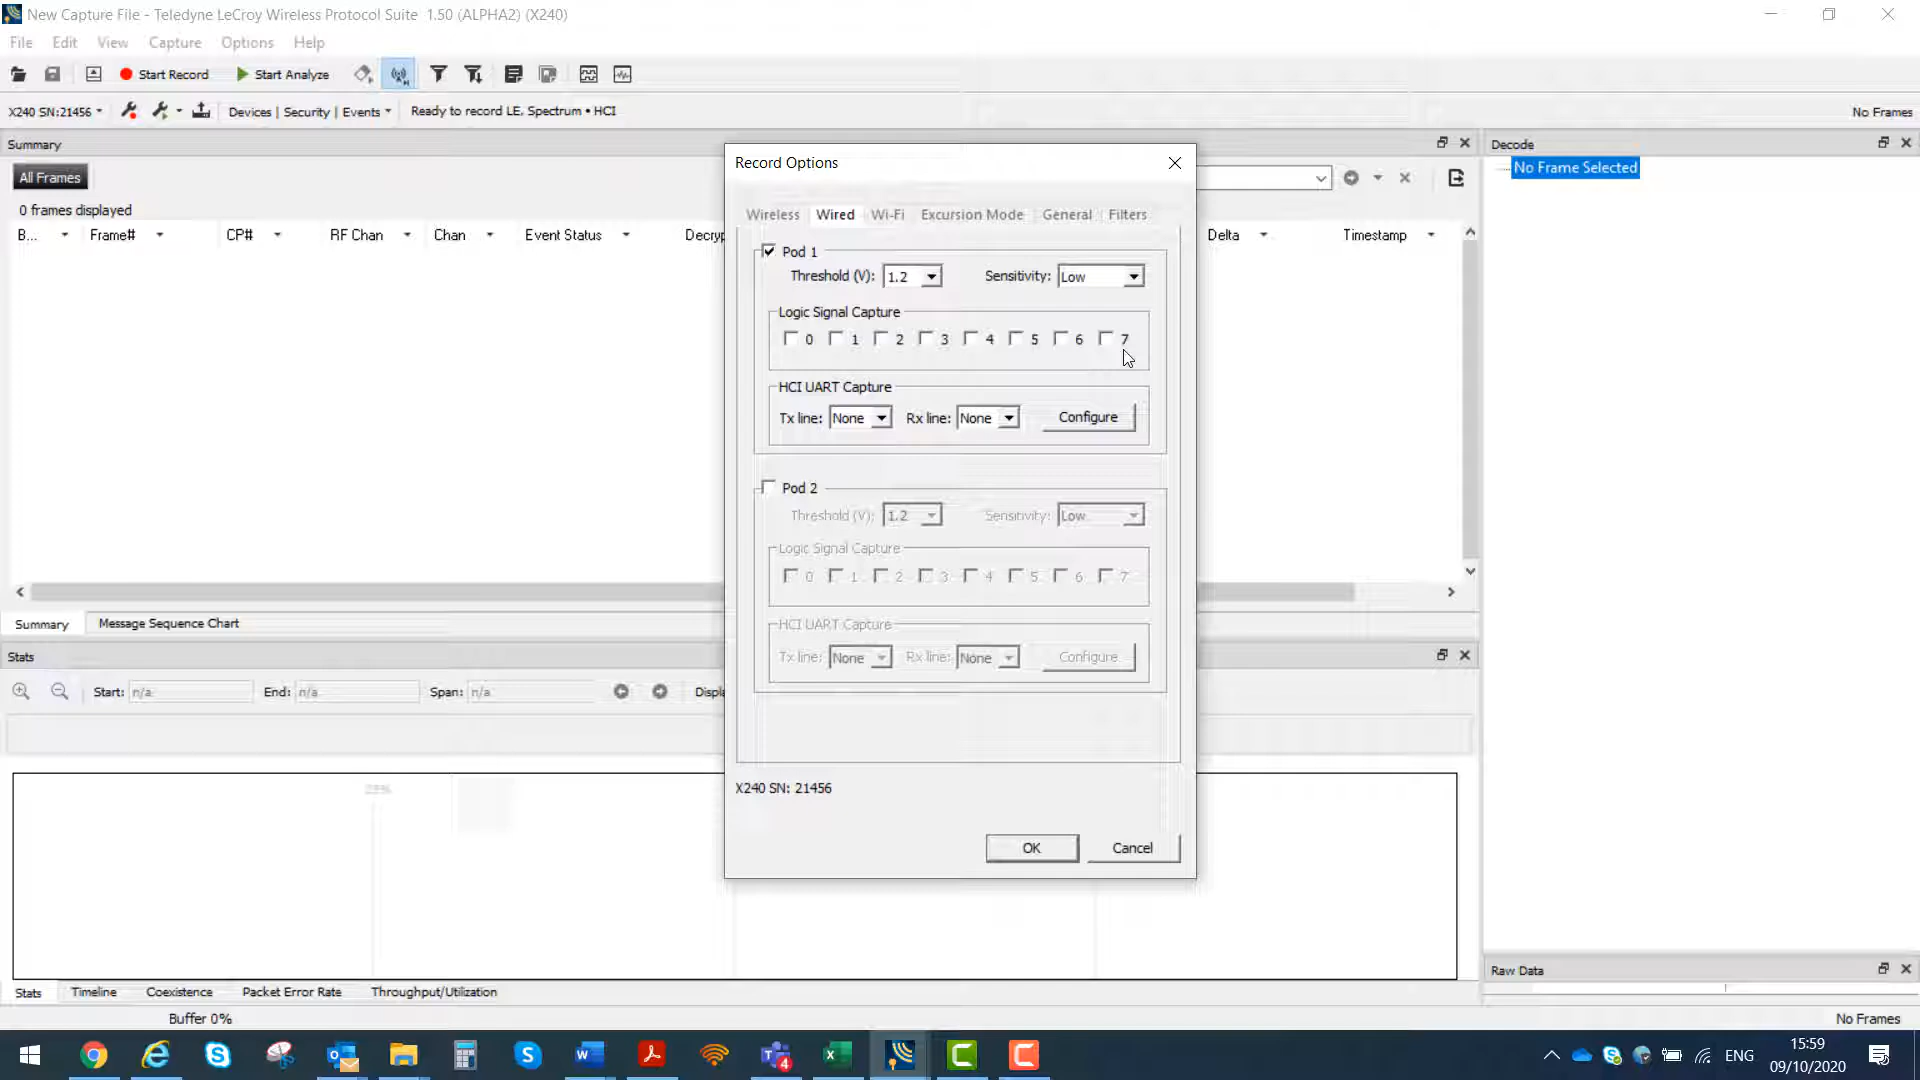 New Capture File - Teledyne LeCroy Wireless Protocol Suite 1.50 (ALPHA2) (X240)
File Edit View Capture Options Help
Start Record Start Analyze
X240 SN:21456 Devices | Security | Events Ready to record LE, Spectrum • HCI No Frames
Summary
Decode
All Frames
No Frame Selected
0 frames displayed
B... Frame# CP# RF Chan Chan Event Status Decryp Delta Timestamp
Record Options
Wireless Wired Wi-Fi Excursion Mode General Filters
Pod 1
Threshold (V): 1.2 Sensitivity: Low
Logic Signal Capture
0 1 2 3 4 5 6 7
HCI UART Capture
Tx line: None Rx line: None Configure
Pod 2
Threshold (V): 1.2 Sensitivity: Low
Logic Signal Capture
0 1 2 3 4 5 6 7
HCI UART Capture
Tx line: None Rx line: None Configure
X240 SN: 21456
OK Cancel
Summary Message Sequence Chart
Stats
Start: n/a End: n/a Span: n/a Displa
25%
Raw Data
Stats Timeline Coexistence Packet Error Rate Throughput/Utilization
Buffer 0% No Frames
4
ENG
15:59
09/10/2020